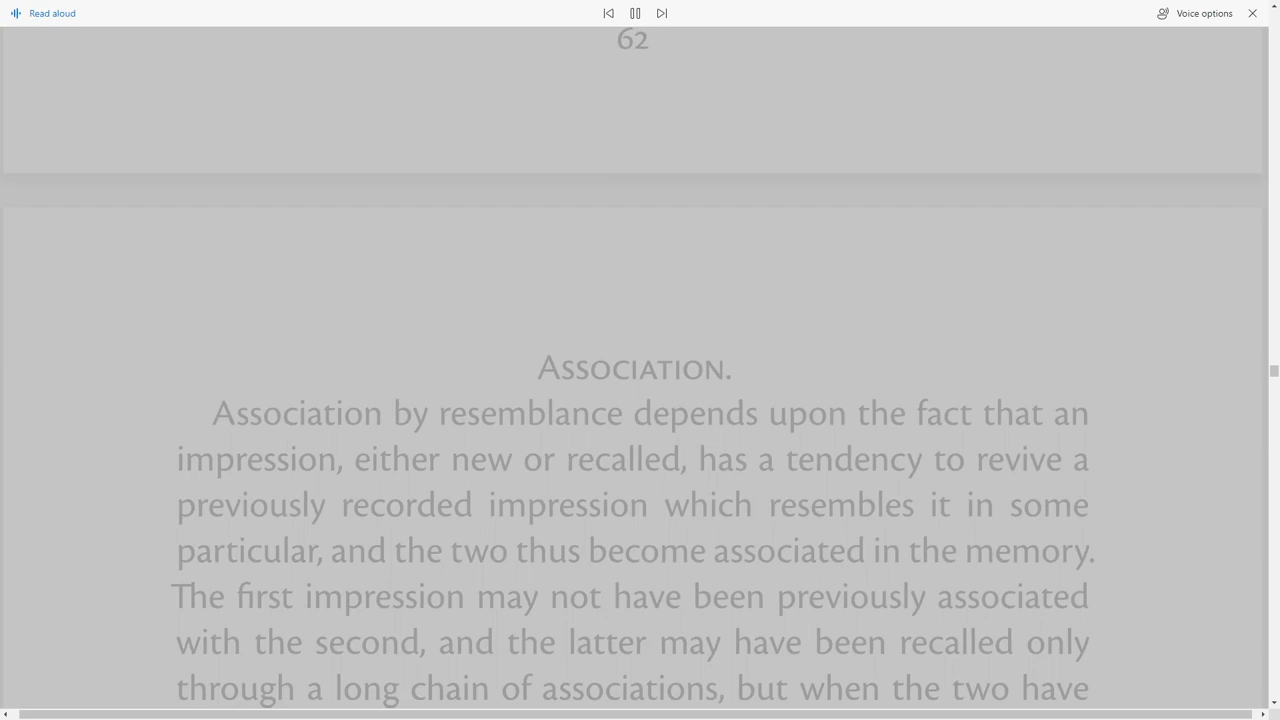 Read aloud
Voice options
62
Association.
Association by resemblance depends upon the fact that an
impression, either new or recalled, has a tendency to revive a
previously recorded impression which resembles it in some
particular, and the two thus become associated in the memory.
The first impression may not have been previously associated
with the second, and the latter may have been recalled only
through a long chain of associations, but when the two have